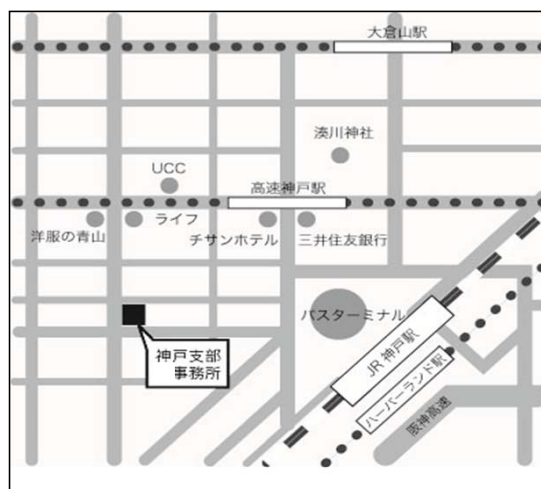 大倉山駅
湊川神社
UCC
高速神戸駅
ライフ
洋服の青山
チサンホテル
三井住友銀行
バスターミナル
JR 神戸駅
ハーバーランド駅
神戸支部
事務所
阪神高速